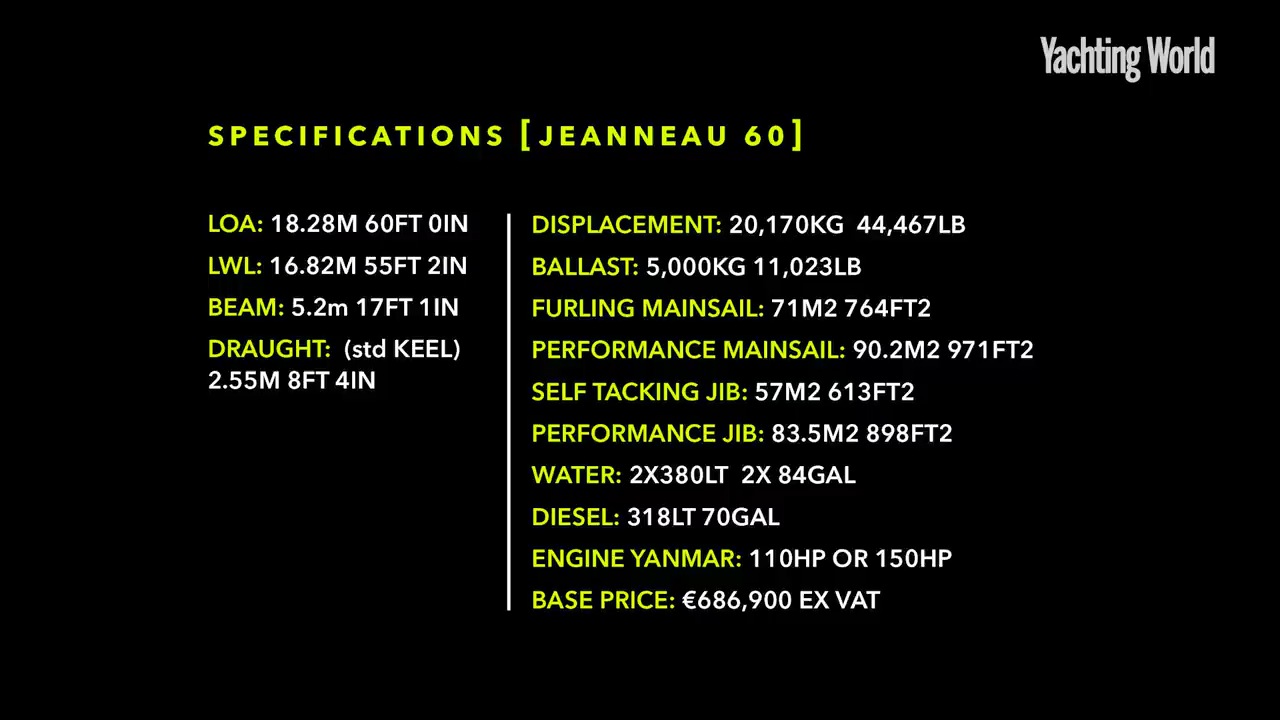 Yachting World
SPECIFICATIONS [JEANNEAU 60]
LOA: 18.28M 60FT 0IN
LWL: 16.82M 55FT 2IN
BEAM: 5.2m 17FT 1IN
DRAUGHT: (std KEEL)
2.55M 8FT 4IN
DISPLACEMENT: 20,170KG 44,467LB
BALLAST: 5,000KG 11,023LB
FURLING MAINSAIL: 71M2 764FT2
PERFORMANCE MAINSAIL: 90.2M2 971FT2
SELF TACKING JIB: 57M2 613FT2
PERFORMANCE JIB: 83.5M2 898FT2
WATER: 2X380LT 2X 84GAL
DIESEL: 318LT 70GAL
ENGINE YANMAR: 110HP OR 150HP
BASE PRICE: €686,900 EX VAT